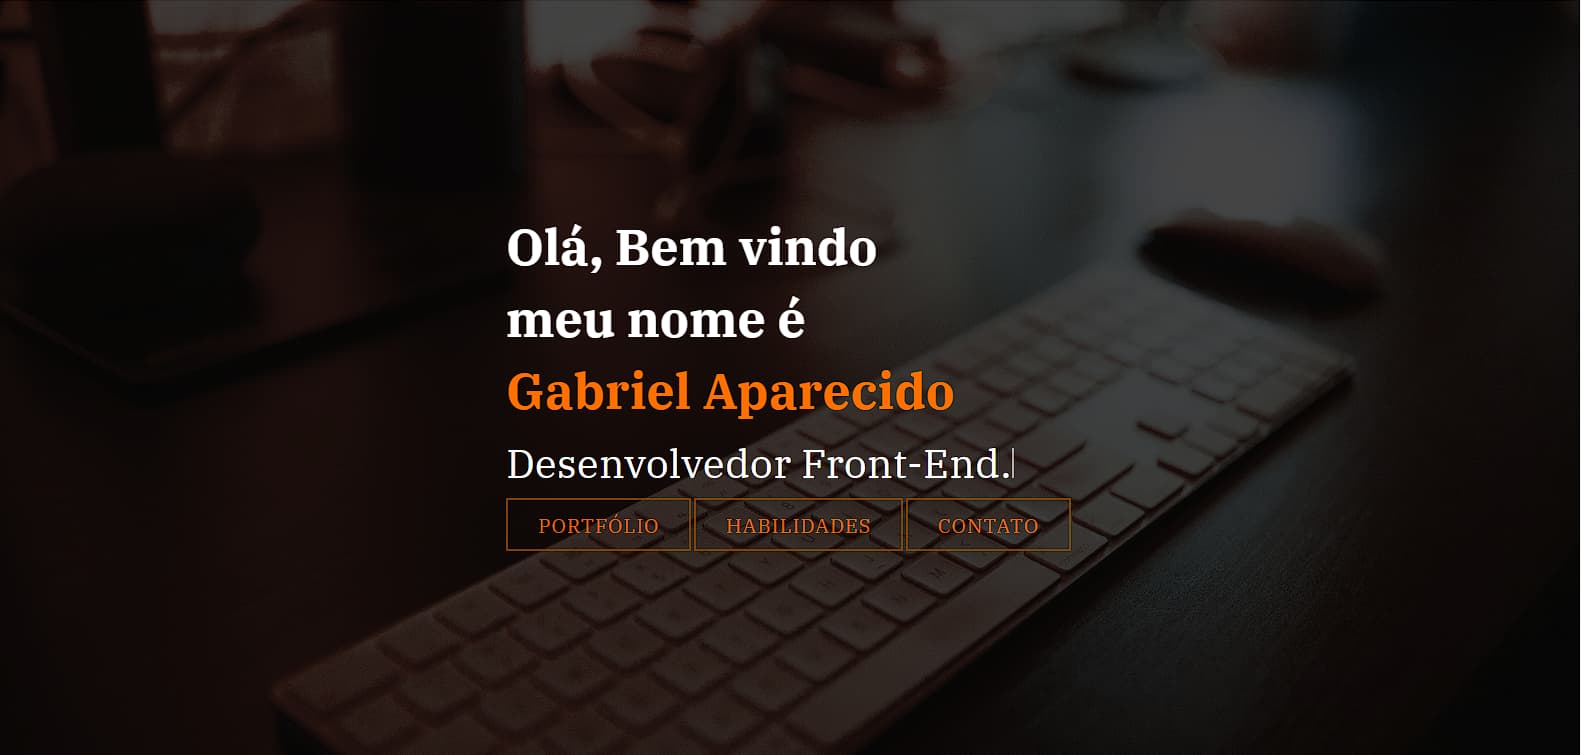 Olá, Bem vindo
meu nome é
Gabriel Aparecido
Desenvolvedor Front-End.
PORTFÓLIO HABILIDADES CONTATO